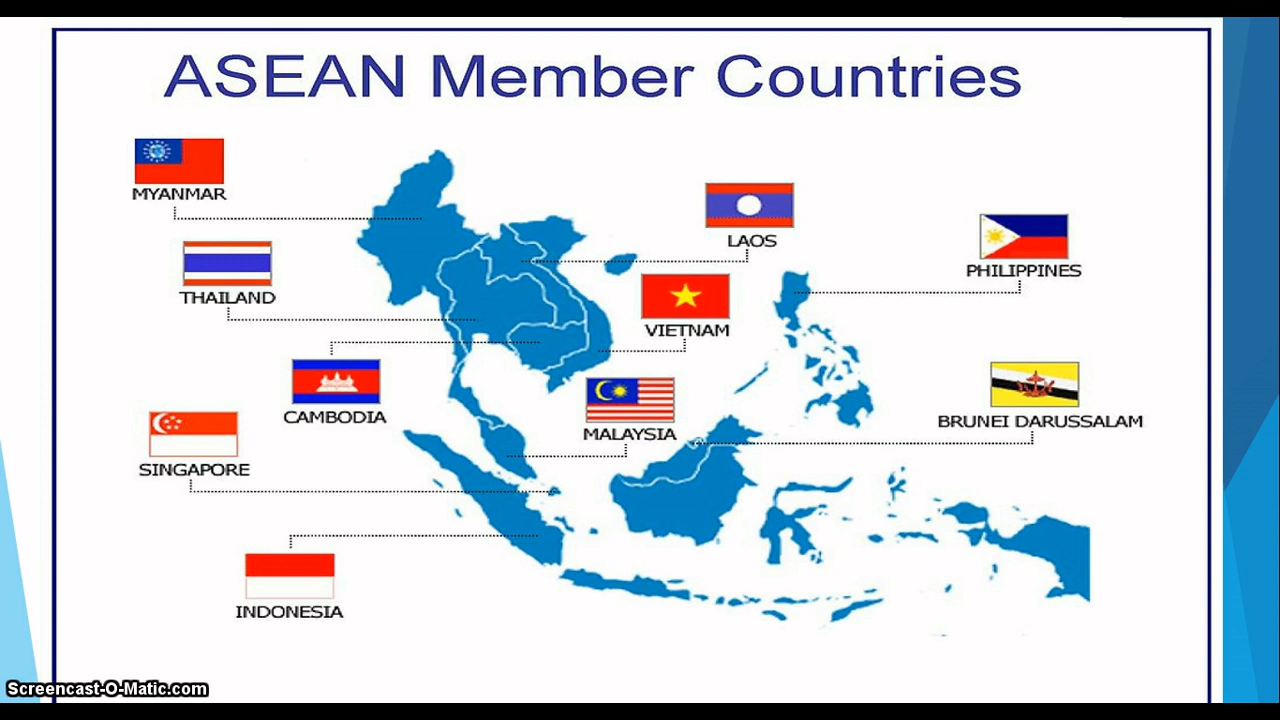 ASEAN Member Countries
MYANMAR
LAOS
PHILIPPINES
THAILAND
VIETNAM
CAMBODIA
MALAYSIA
BRUNEI DARUSSALAM
SINGAPORE
INDONESIA
Screencast-O-Matic.com